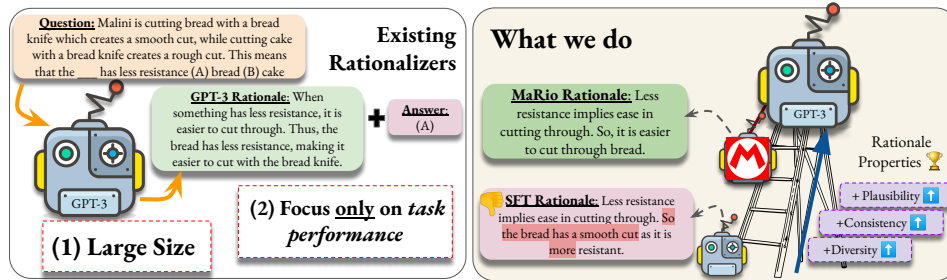 Question: Malini is cutting bread with a bread
knife which creates a smooth cut, while cutting cake
with a bread knife creates a rough cut. This means
that the ___ has less resistance (A) bread (B) cake
Existing
Rationalizers
GPT-3 Rationale: When
something has less resistance, it is
easier to cut through. Thus, the
bread has less resistance, making it
easier to cut with the bread knife.
+
Answer:
(A)
GPT-3
(1) Large Size
(2) Focus only on task
performance
What we do
MaRio Rationale: Less
resistance implies ease in
cutting through. So, it is easier
to cut through bread.
SFT Rationale: Less resistance
implies ease in cutting through. So
the bread has a smooth cut as it is
more resistant.
GPT-3
M
Rationale
Properties
+ Plausibility
+Consistency
+Diversity